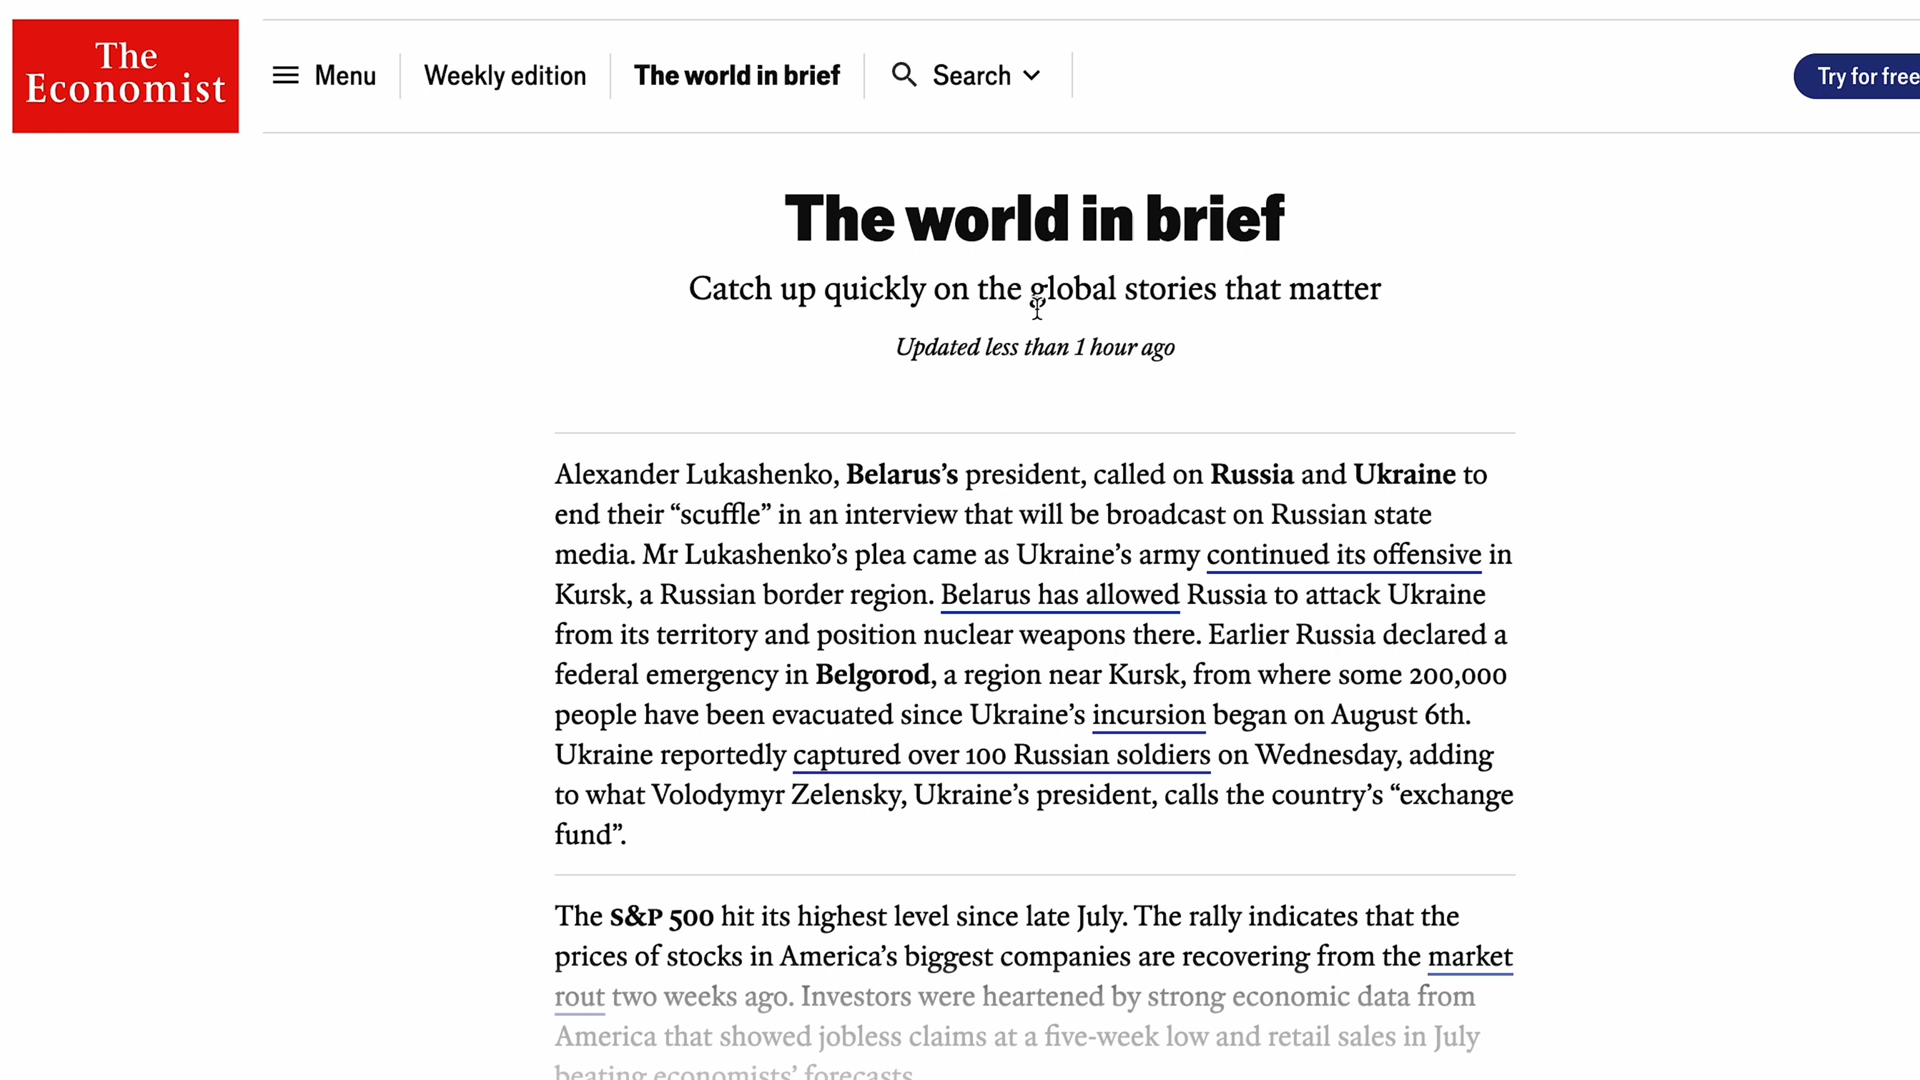 The
Economist
Menu
Weekly edition
The world in brief
Search
Try for free
The world in brief
Catch up quickly on the global stories that matter
Updated less than 1 hour ago
Alexander Lukashenko, Belarus’s president, called on Russia and Ukraine to
end their “scuffle” in an interview that will be broadcast on Russian state
media. Mr Lukashenko’s plea came as Ukraine’s army continued its offensive in
Kursk, a Russian border region. Belarus has allowed Russia to attack Ukraine
from its territory and position nuclear weapons there. Earlier Russia declared a
federal emergency in Belgorod, a region near Kursk, from where some 200,000
people have been evacuated since Ukraine’s incursion began on August 6th.
Ukraine reportedly captured over 100 Russian soldiers on Wednesday, adding
to what Volodymyr Zelensky, Ukraine’s president, calls the country’s “exchange
fund”.
The S&P 500 hit its highest level since late July. The rally indicates that the
prices of stocks in America’s biggest companies are recovering from the market
rout two weeks ago. Investors were heartened by strong economic data from
America that showed jobless claims at a five-week low and retail sales in July
beating economists’ forecasts.